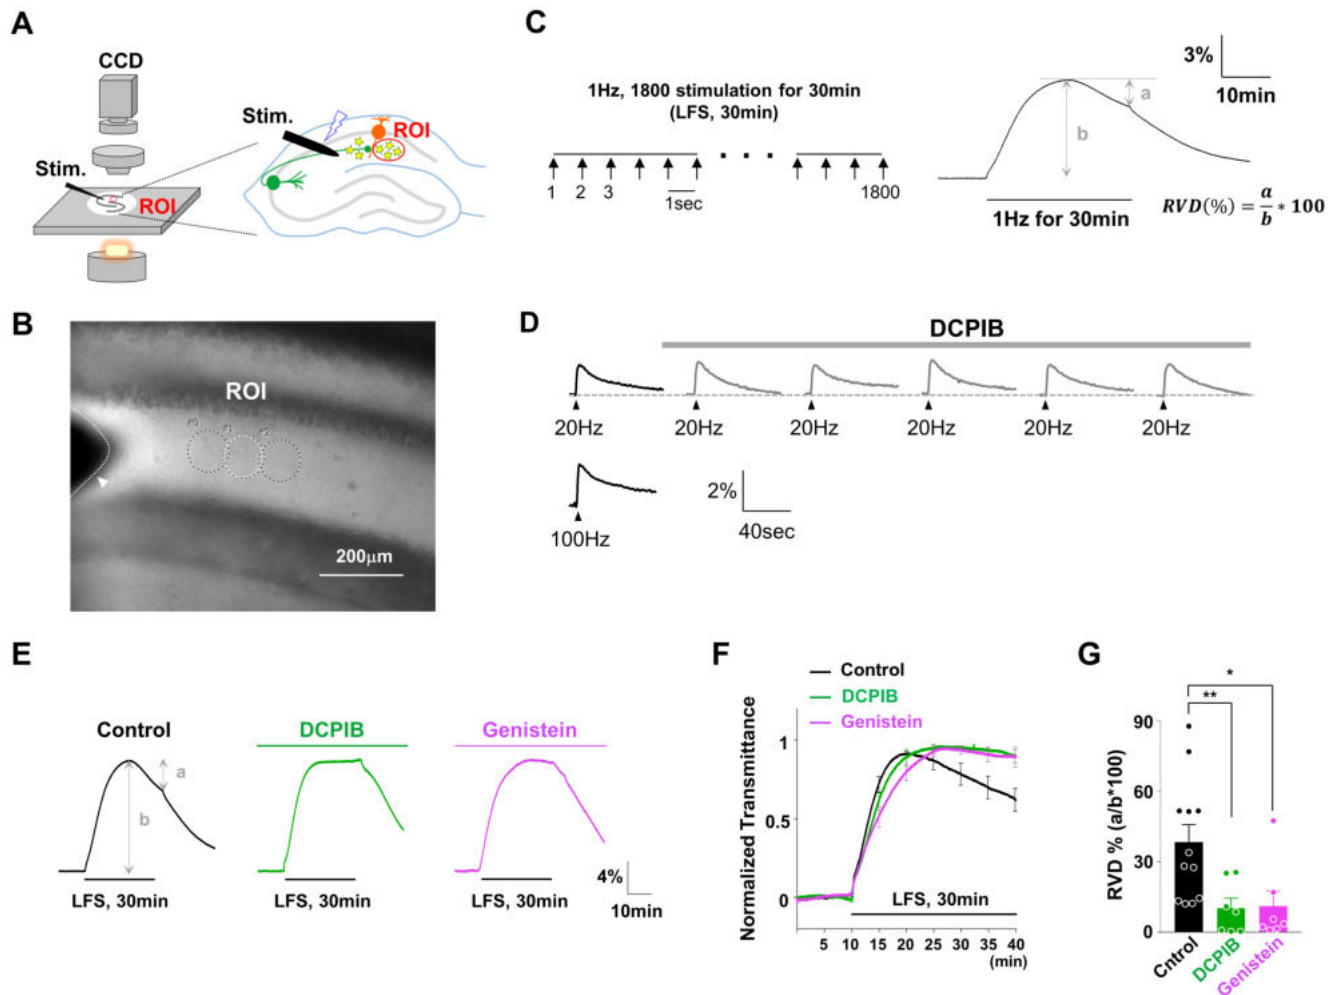 A
CCD
Stim.
ROI
Stim.
ROI
C
1Hz, 1800 stimulation for 30min
(LFS, 30min)
1
2
3
1sec
1800
3%
10min
a
b
1Hz for 30min
RVD(%) = a/b * 100
B
ROI
#1
200μm
D
DCPIB
20Hz
20Hz
20Hz
20Hz
20Hz
20Hz
100Hz
2%
40sec
E
Control
a
b
LFS, 30min
DCPIB
LFS, 30min
Genistein
LFS, 30min
4%
10min
F
Control
DCPIB
Genistein
Normalized Transmittance
1
0.5
0
LFS, 30min
5 10 15 20 25 30 35 40
(min)
G
*
**
RVD % (a/b*100)
90
60
30
0
Cntrol
DCPIB
Genistein